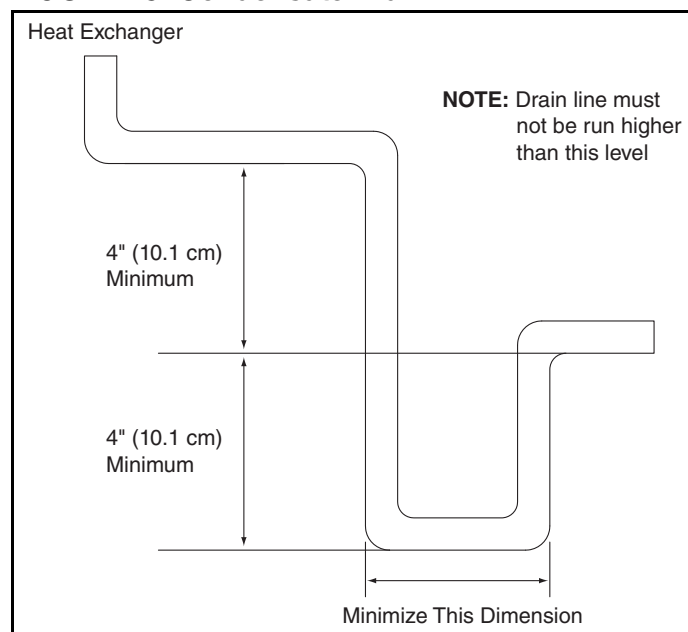 Heat Exchanger
NOTE: Drain line must
not be run higher
than this level
4" (10.1 cm)
Minimum
4" (10.1 cm)
Minimum
Minimize This Dimension